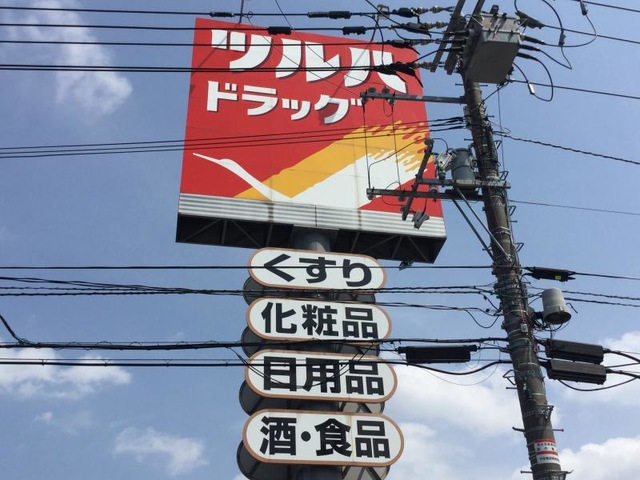 ツルハ
ドラッグ
くすり
化粧品
日用品
酒・食品